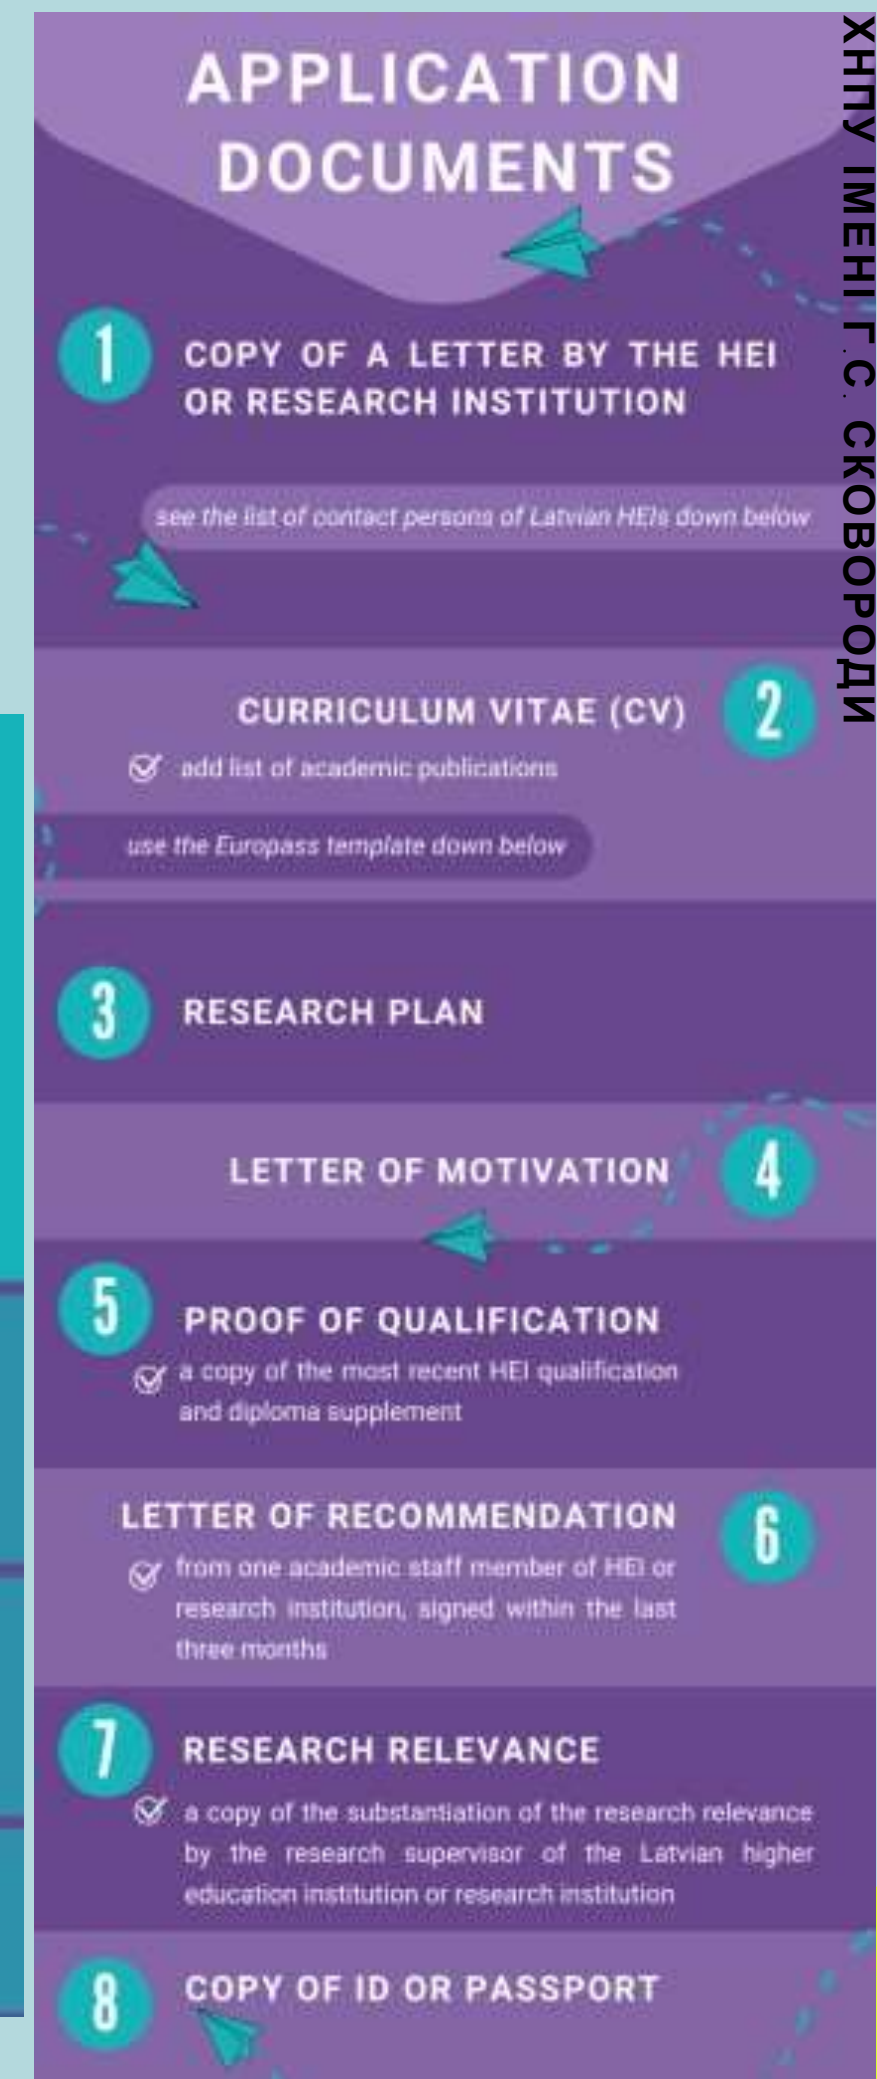 APPLICATION
DOCUMENTS
1
COPY OF A LETTER BY THE HEI
OR RESEARCH INSTITUTION
see the list of contact persons of Latvian HEIs down below
CURRICULUM VITAE (CV)
2
add list of academic publications
use the Europass template down below
3
RESEARCH PLAN
LETTER OF MOTIVATION
4
5
PROOF OF QUALIFICATION
a copy of the most recent HEI qualification
and diploma supplement
LETTER OF RECOMMENDATION
6
from one academic staff member of HEI or
research institution, signed within the last
three months
7
RESEARCH RELEVANCE
a copy of the substantiation of the research relevance
by the research supervisor of the Latvian higher
education institution or research institution
8
COPY OF ID OR PASSPORT
ХНПУ ІМЕНІ Г.С. СКОВОРОДИ